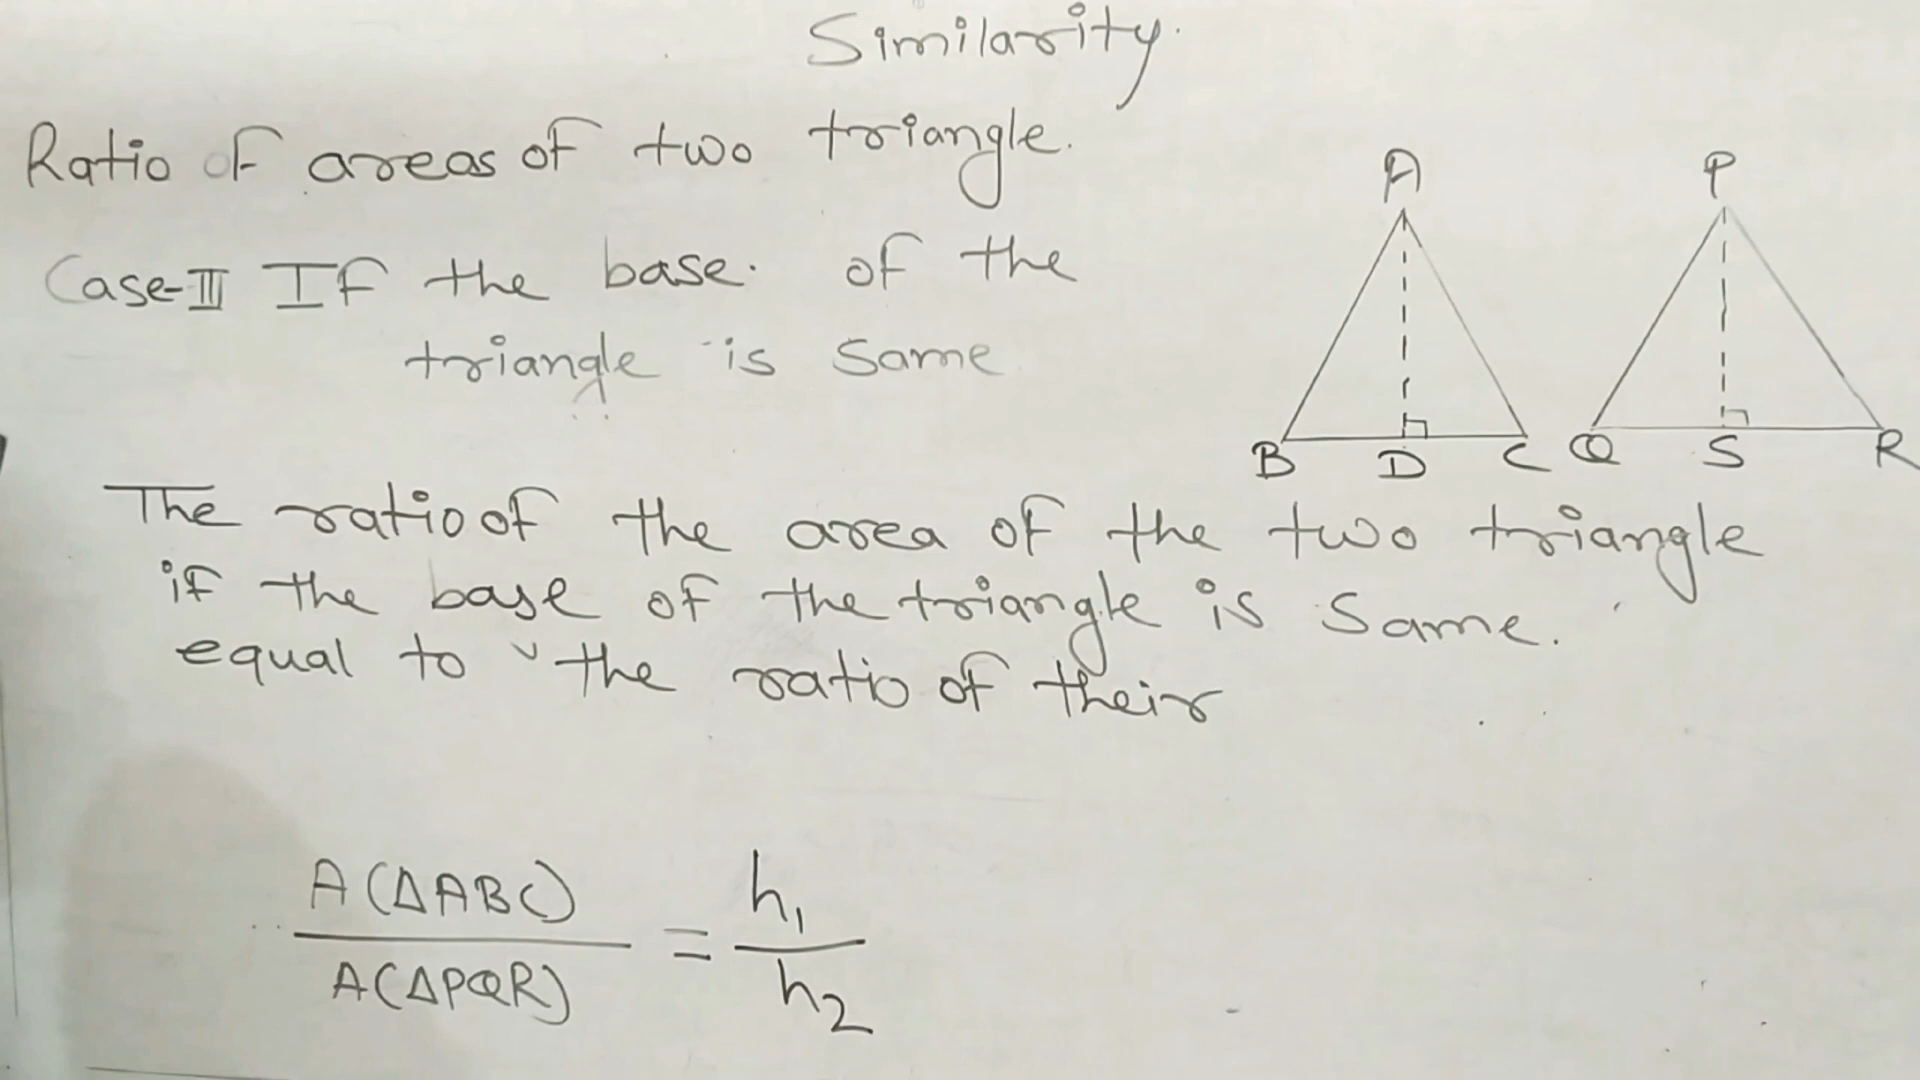 Similarity.
Ratio of areas of two triangle.
Case-III If the base. of the
triangle is same
A
P
B D C Q S R
The ratio of the area of the two triangle
if the base of the triangle is same.
equal to the ratio of their
A(ΔABC)
A(ΔPQR)
=
h₁
h₂